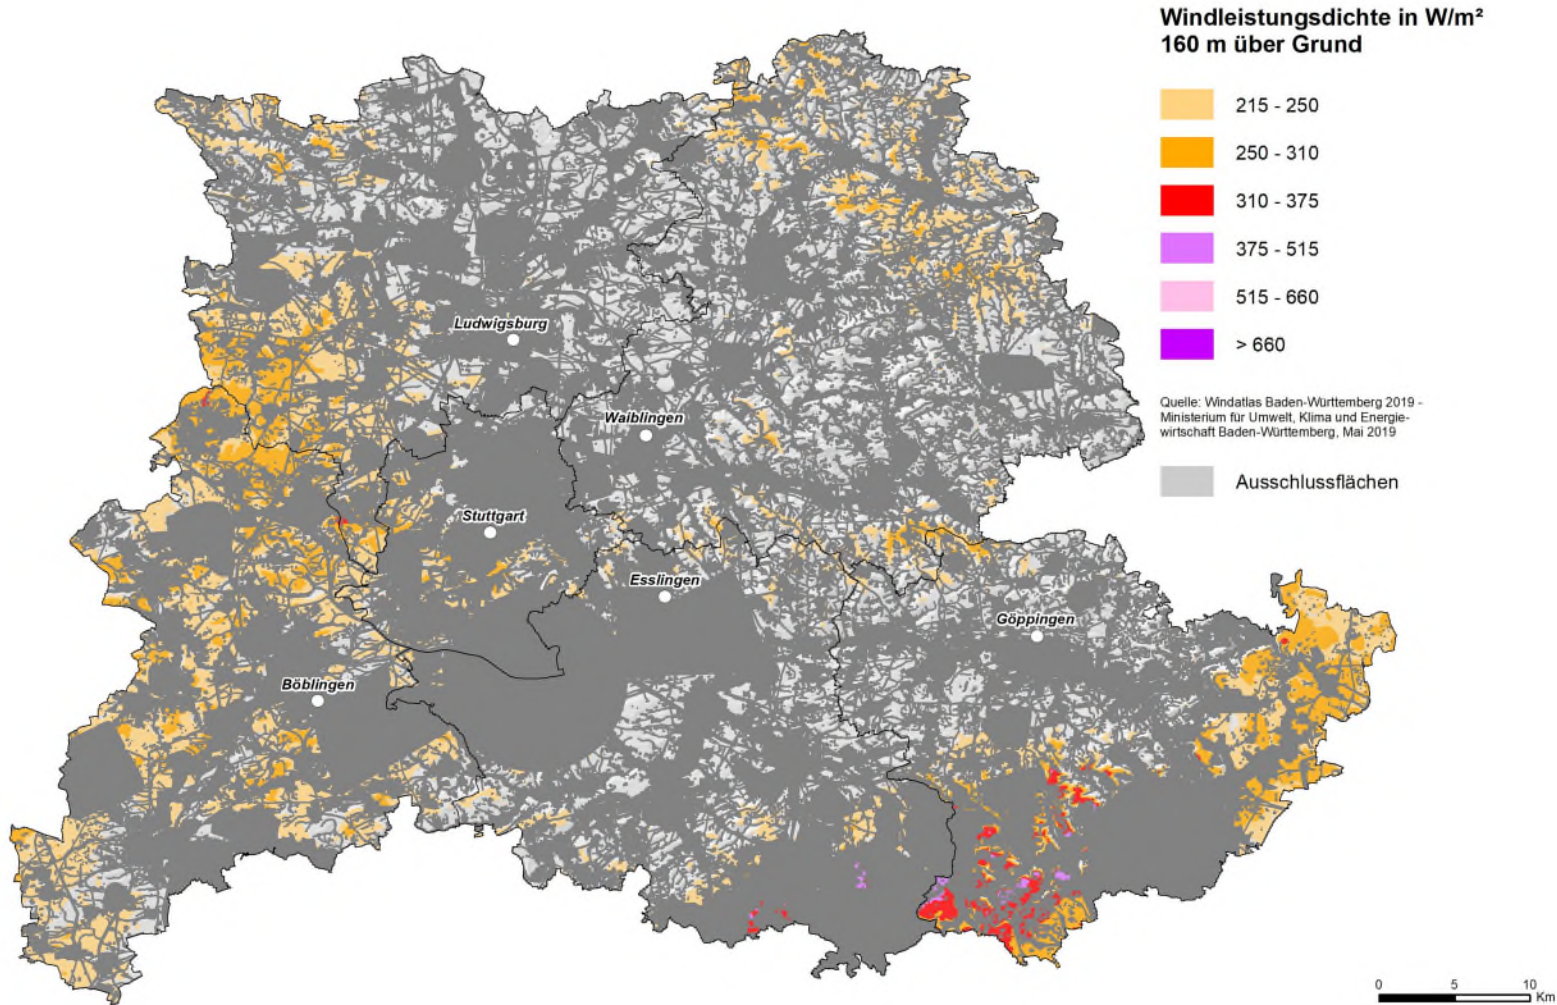 Windleistungsdichte in W/m²
160 m über Grund
215 - 250
250 - 310
310 - 375
375 - 515
515 - 660
> 660
Quelle: Windatlas Baden-Württemberg 2019 -
Ministerium für Umwelt, Klima und Energie-
wirtschaft Baden-Württemberg, Mai 2019
Ausschlussflächen
Ludwigsburg
Waiblingen
Stuttgart
Esslingen
Göppingen
Böblingen
0 5 10
Km